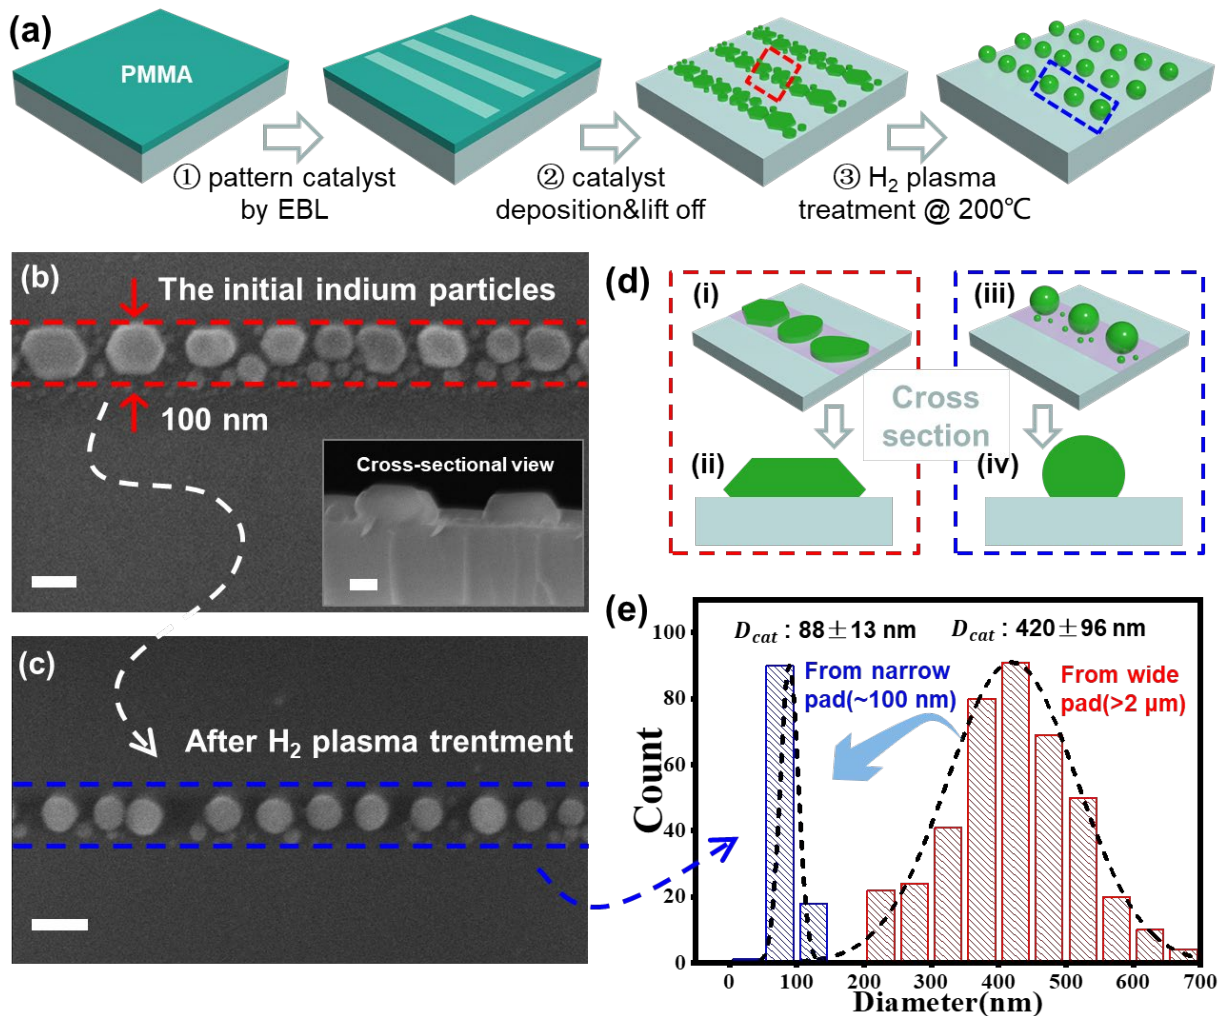 (a)
PMMA
① pattern catalyst
by EBL
② catalyst
deposition&lift off
③ H₂ plasma
treatment @ 200℃
(b)
The initial indium particles
100 nm
Cross-sectional view
(c)
After H₂ plasma trentment
(d)
(i)
(iii)
Cross
section
(ii)
(iv)
(e)
D_cat : 88±13 nm
D_cat : 420±96 nm
From narrow
pad(~100 nm)
From wide
pad(>2 μm)
Count
100
80
60
40
20
0
0 100 200 300 400 500 600 700
Diameter(nm)